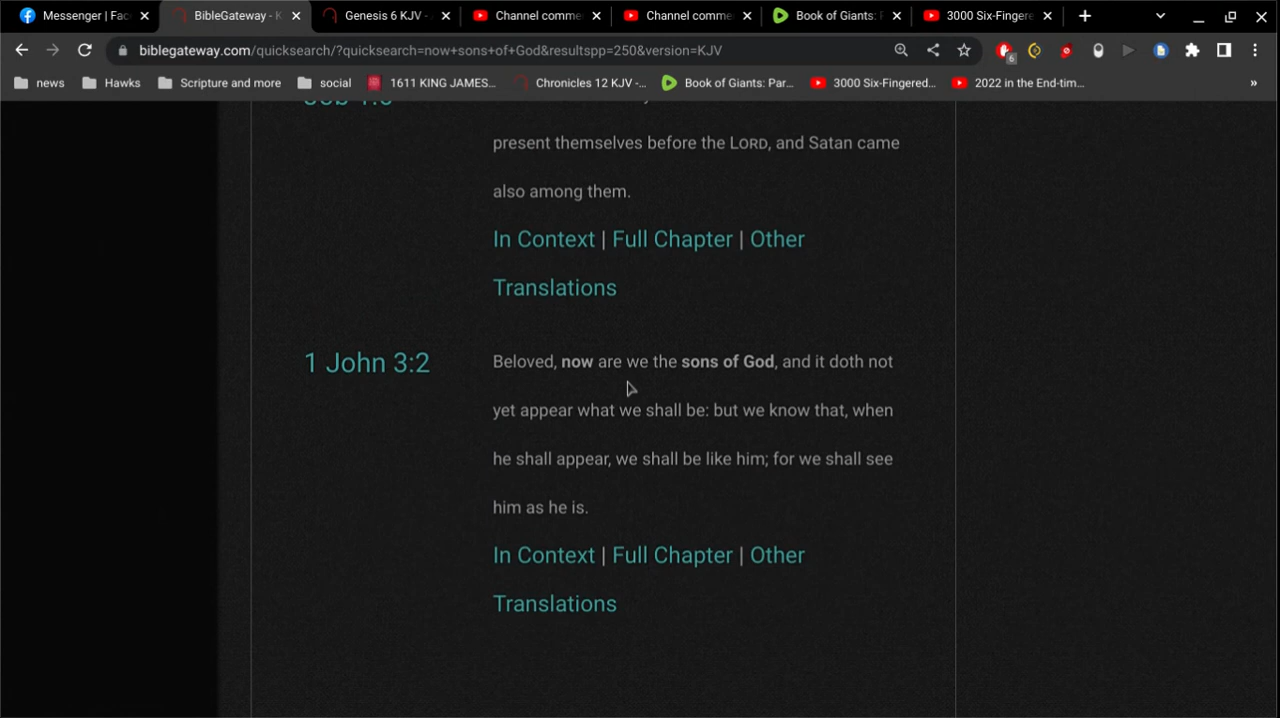 Messenger | Fac
BibleGateway - K
Genesis 6 KJV -
Channel comme
Channel comme
Book of Giants:
3000 Six-Fingere
biblegateway.com/quicksearch/?quicksearch=now+sons+of+God&resultspp=250&version=KJV
6
news
Hawks
Scripture and more
social
1611 KING JAMES...
Chronicles 12 KJV -...
Book of Giants: Par...
3000 Six-Fingered...
2022 in the End-tim...
»
present themselves before the LORD, and Satan came
also among them.
In Context | Full Chapter | Other
Translations
1 John 3:2
Beloved, now are we the sons of God, and it doth not
yet appear what we shall be: but we know that, when
he shall appear, we shall be like him; for we shall see
him as he is.
In Context | Full Chapter | Other
Translations